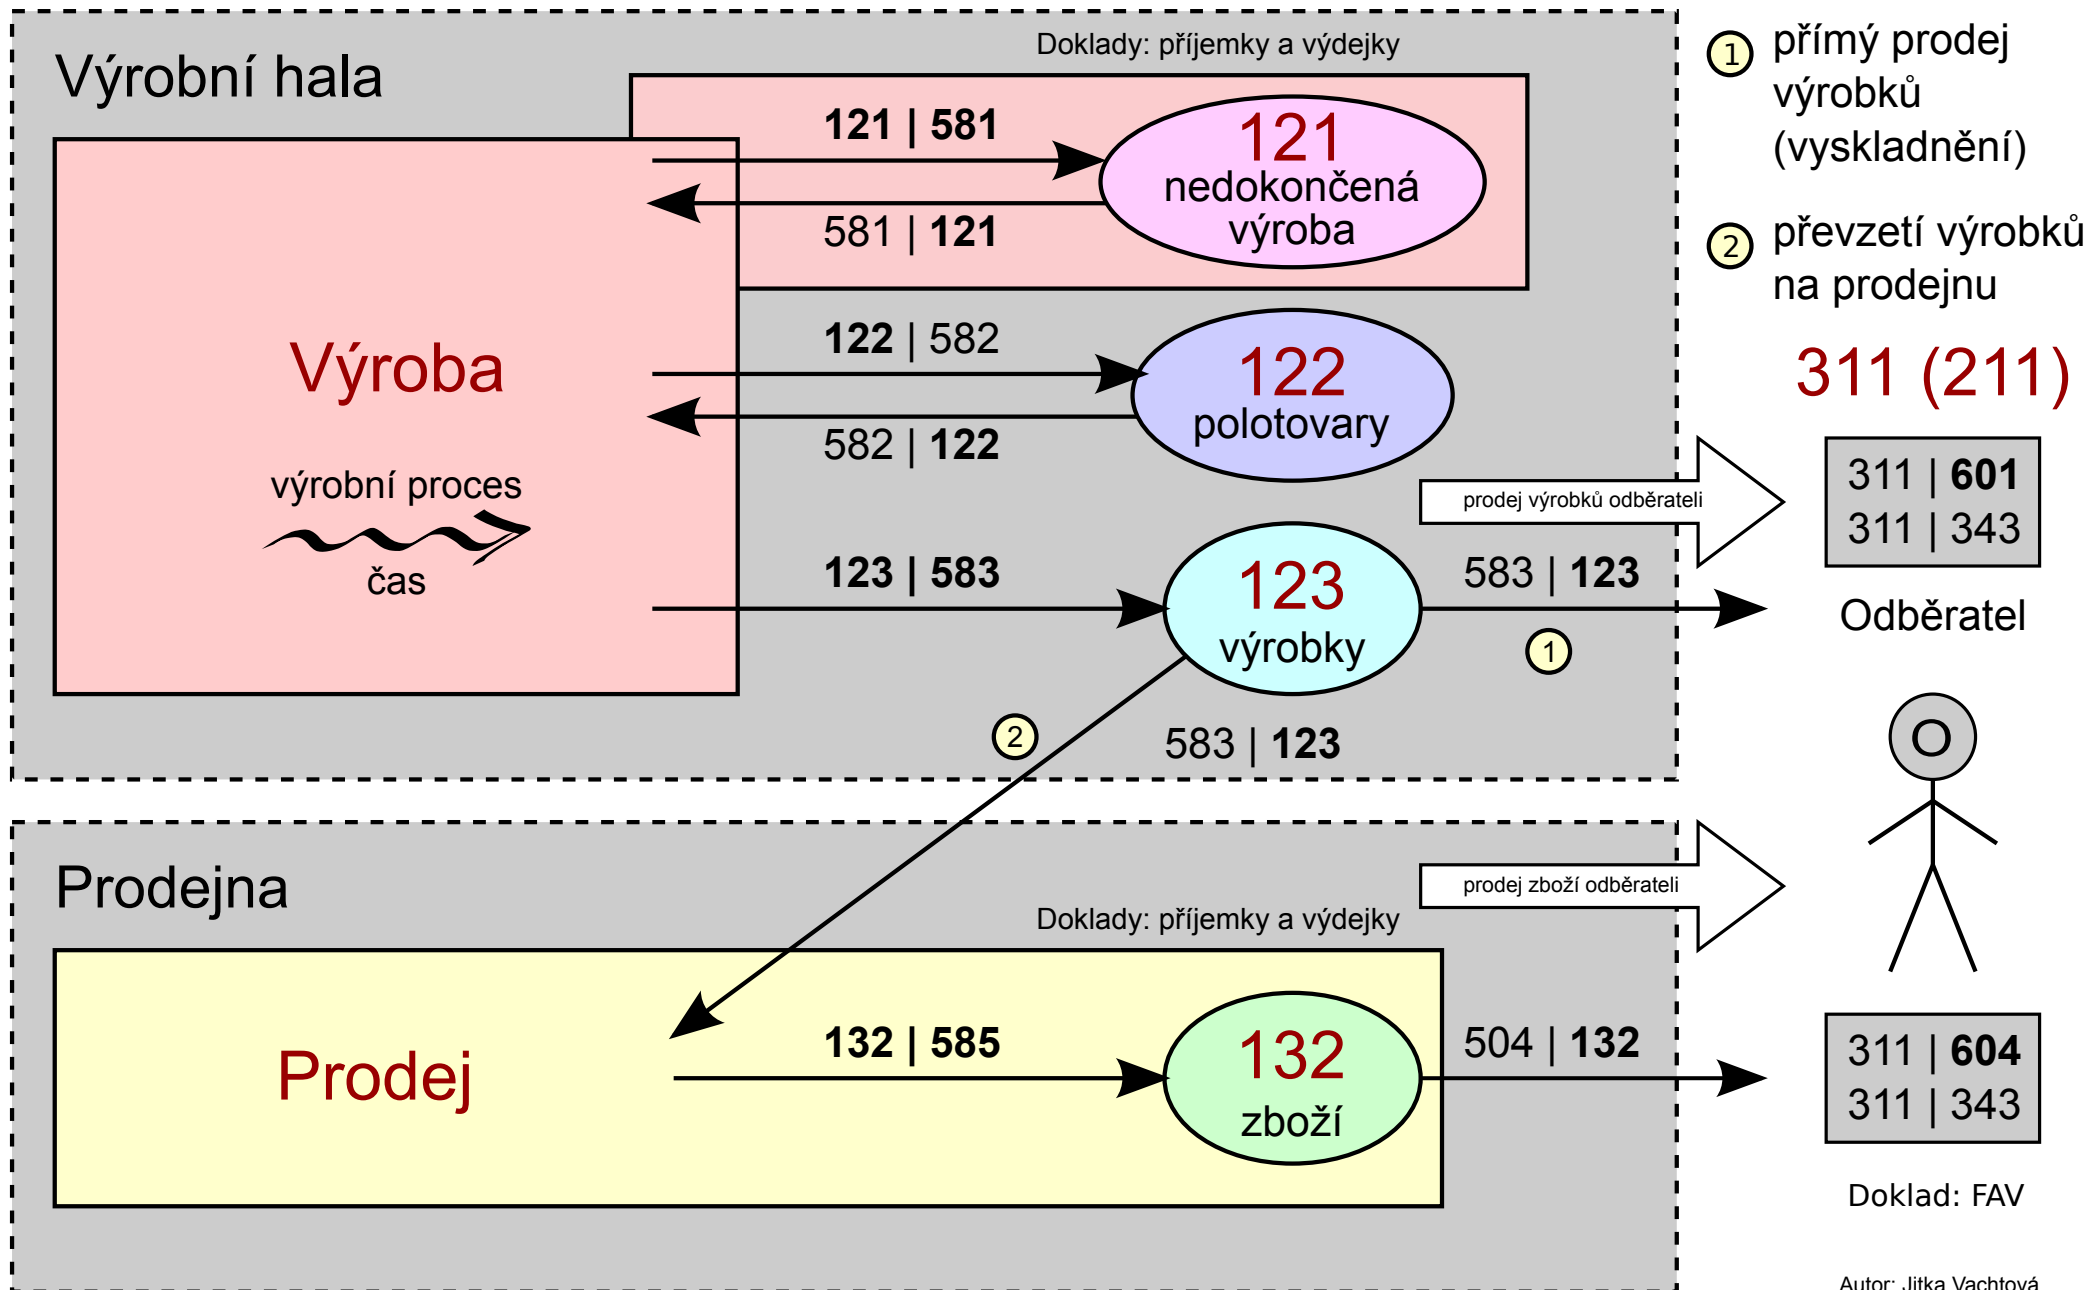 Výrobní hala
Doklady: příjemky a výdejky
121 | 581
121
nedokončená
výroba
581 | 121
Výroba
122 | 582
122
polotovary
582 | 122
výrobní proces
čas
123 | 583
123
výrobky
prodej výrobků odběrateli
583 | 123
1
2
583 | 123
1
přímý prodej
výrobků
(vyskladnění)
2
převzetí výrobků
na prodejnu
311 (211)
311 | 601
311 | 343
Odběratel
O
Prodejna
Doklady: příjemky a výdejky
prodej zboží odběrateli
Prodej
132 | 585
132
zboží
504 | 132
311 | 604
311 | 343
Doklad: FAV
Autor: Jitka Vachtová